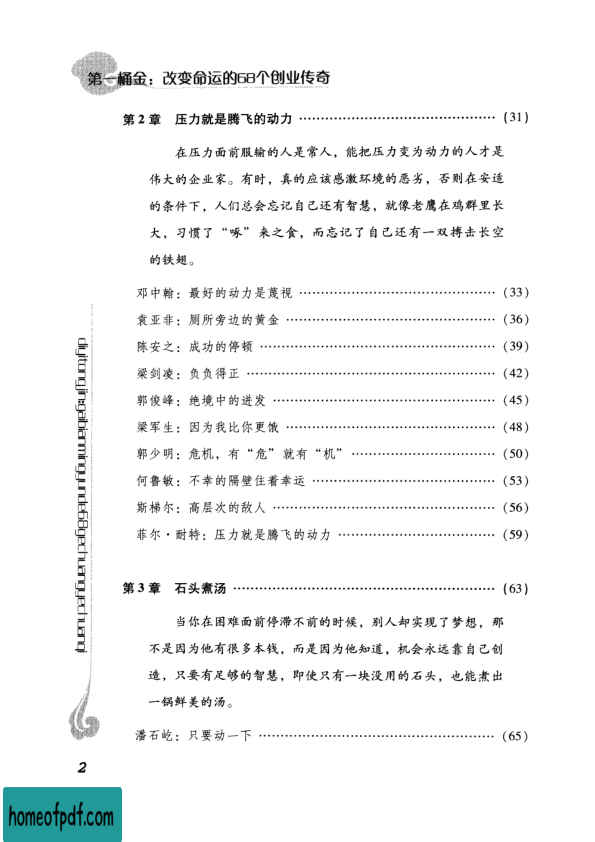 第一桶金：改变命运的68个创业传奇
第 2 章 压力就是腾飞的动力 ………………………………………… (31)
在压力面前服输的人是常人，能把压力变为动力的人才是
伟大的企业家。有时，真的应该感激环境的恶劣，否则在安适
的条件下，人们总会忘记自己还有智慧，就像老鹰在鸡群里长
大，习惯了“啄”来之食，而忘记了自己还有一双搏击长空
的铁翅。
邓中翰：最好的动力是蔑视 ………………………………………… (33)
袁亚非：厕所旁边的黄金 ………………………………………… (36)
陈安之：成功的停顿 ………………………………………… (39)
梁剑凌：负负得正 ………………………………………… (42)
郭俊峰：绝境中的迸发 ………………………………………… (45)
梁军生：因为我比你更饿 ………………………………………… (48)
郭少明：危机，有“危”就有“机” ………………………………… (50)
何鲁敏：不幸的隔壁住着幸运 ………………………………………… (53)
斯梯尔：高层次的敌人 ………………………………………… (56)
菲尔·耐特：压力就是腾飞的动力 ………………………………… (59)
第 3 章 石头煮汤 ………………………………………… (63)
当你在困难面前停滞不前的时候，别人却实现了梦想，那
不是因为他有很多本钱，而是因为他知道，机会永远靠自己创
造，只要有足够的智慧，即使只有一块没用的石头，也能煮出
一锅鲜美的汤。
潘石屹：只要动一下 ………………………………………… (65)
diyitongjin:gaibianmingyunde68gechuangyechuanqi
2
homeofpdf.com